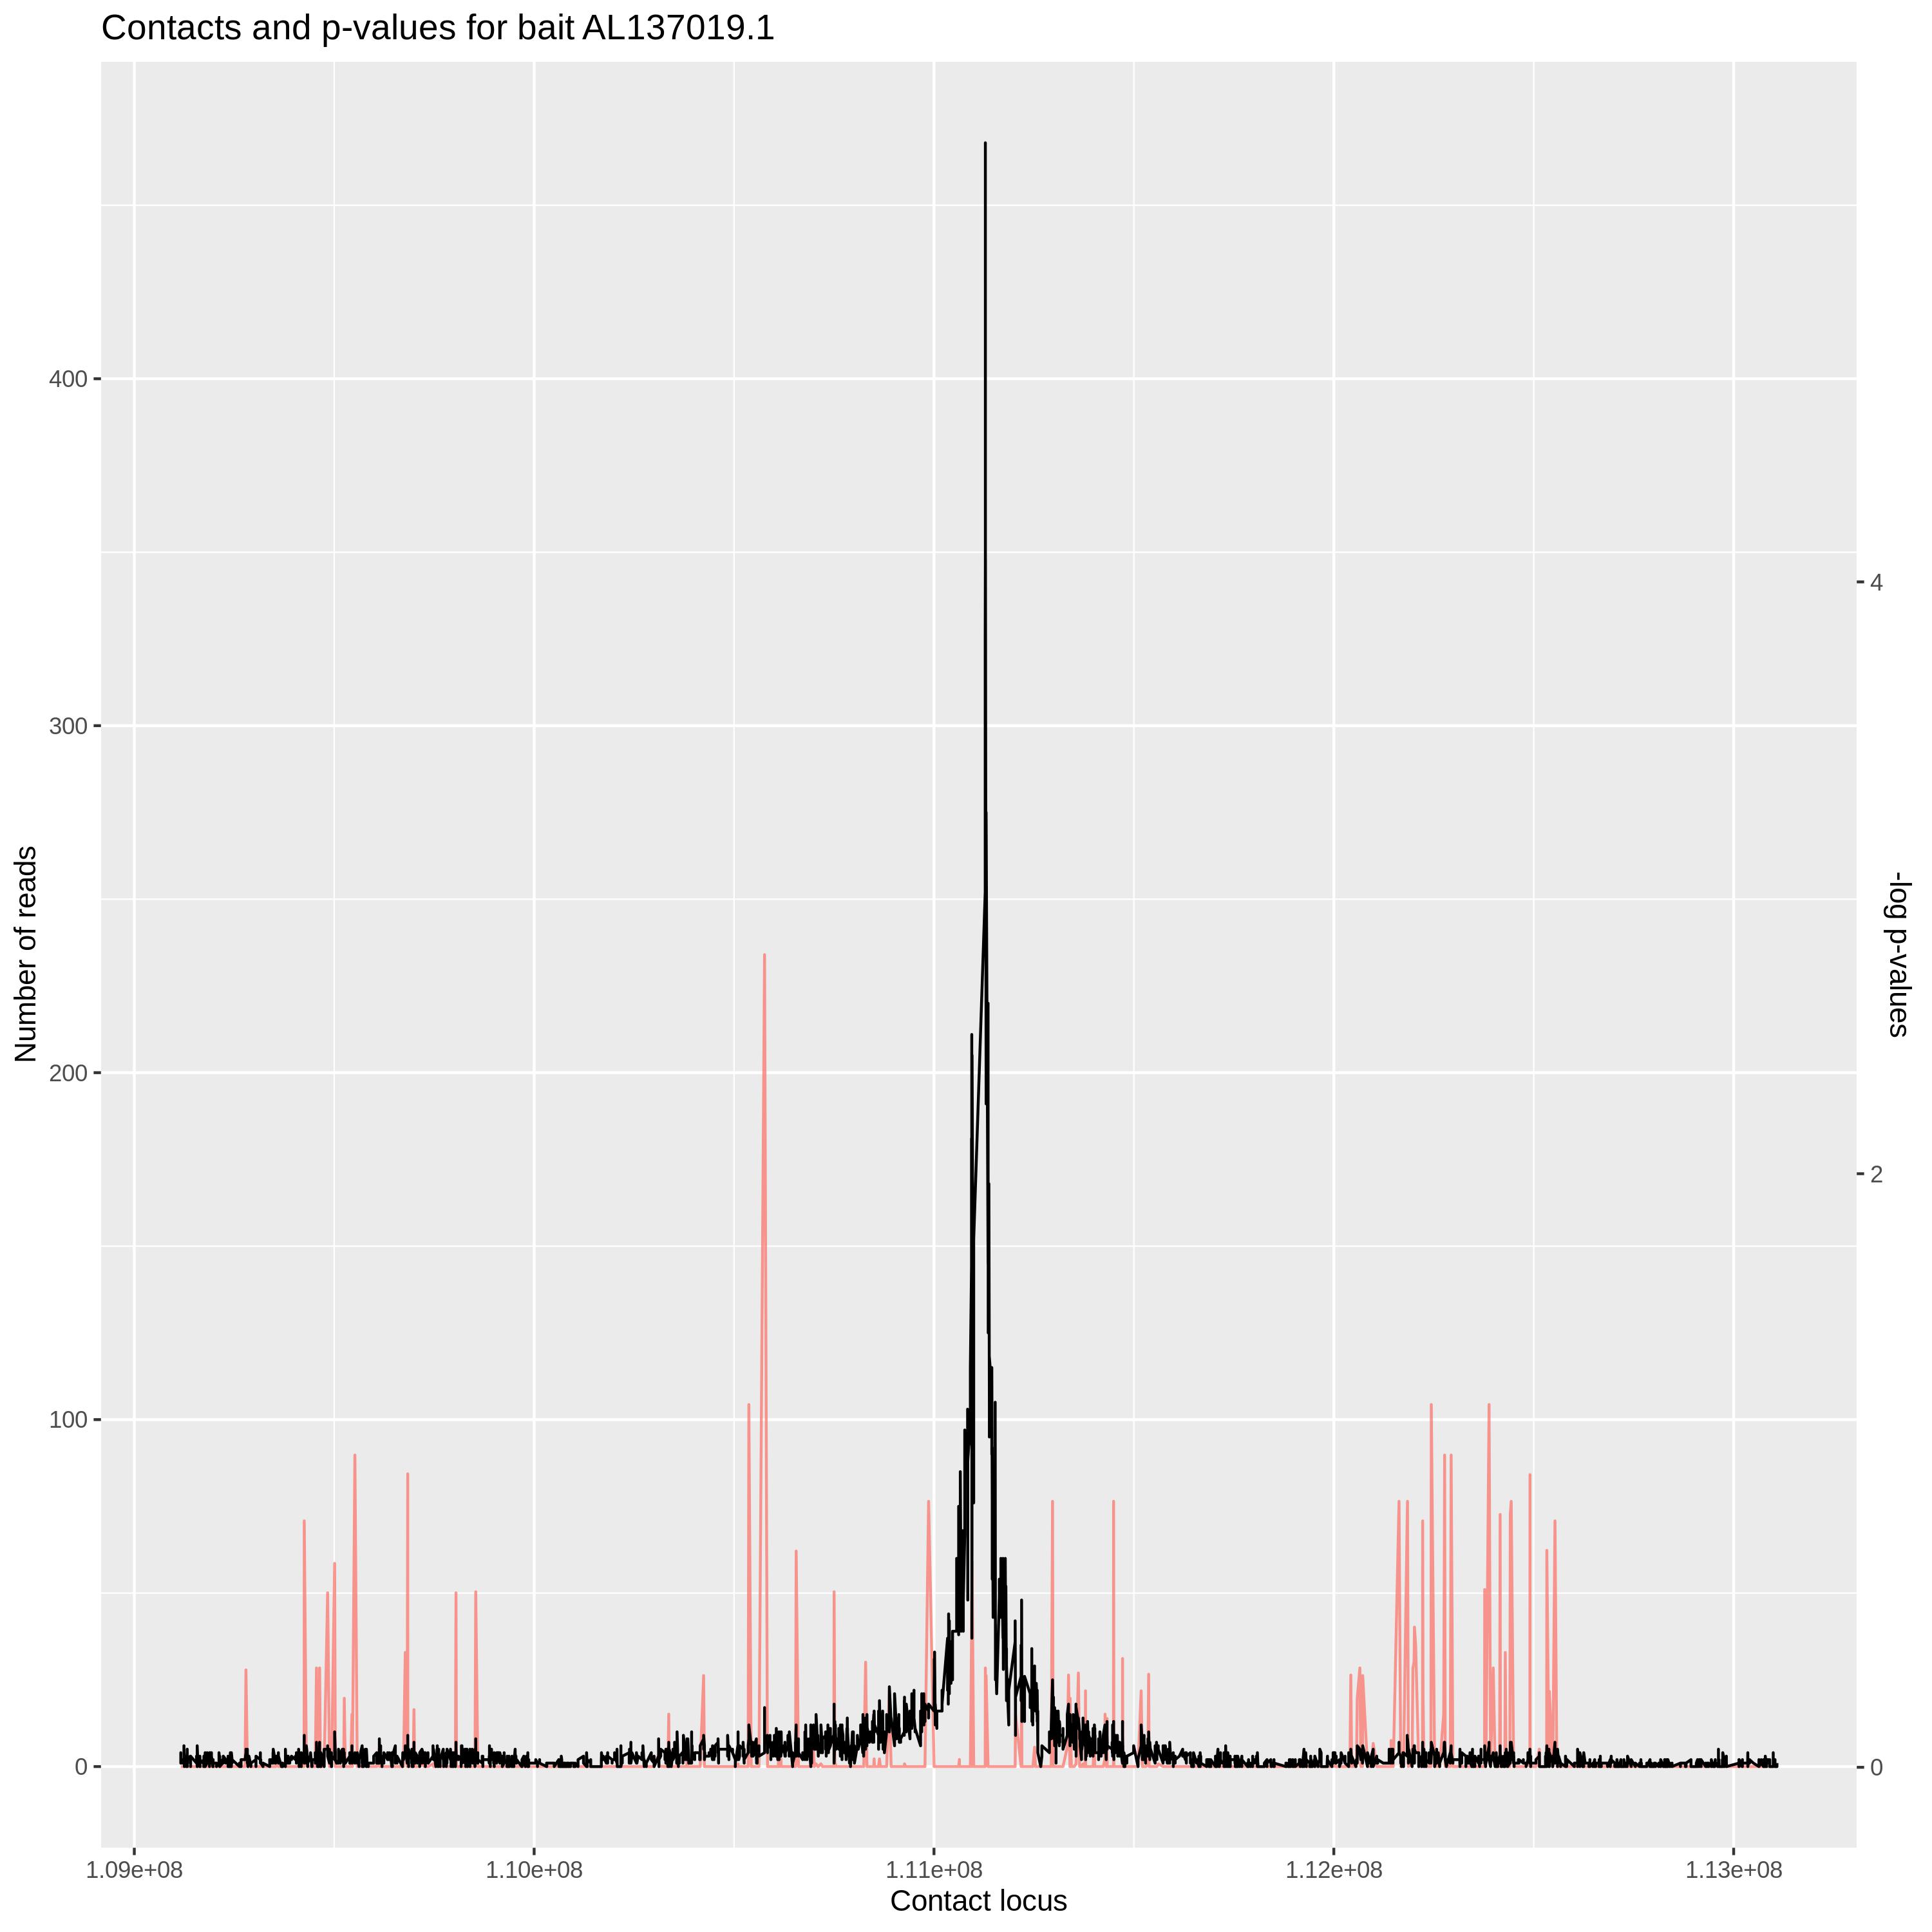 Contacts and p-values for bait AL137019.1
400
300
200
100
0
Number of reads
4
2
0
-log p-values
1.09e+08
1.10e+08
1.11e+08
1.12e+08
1.13e+08
Contact locus